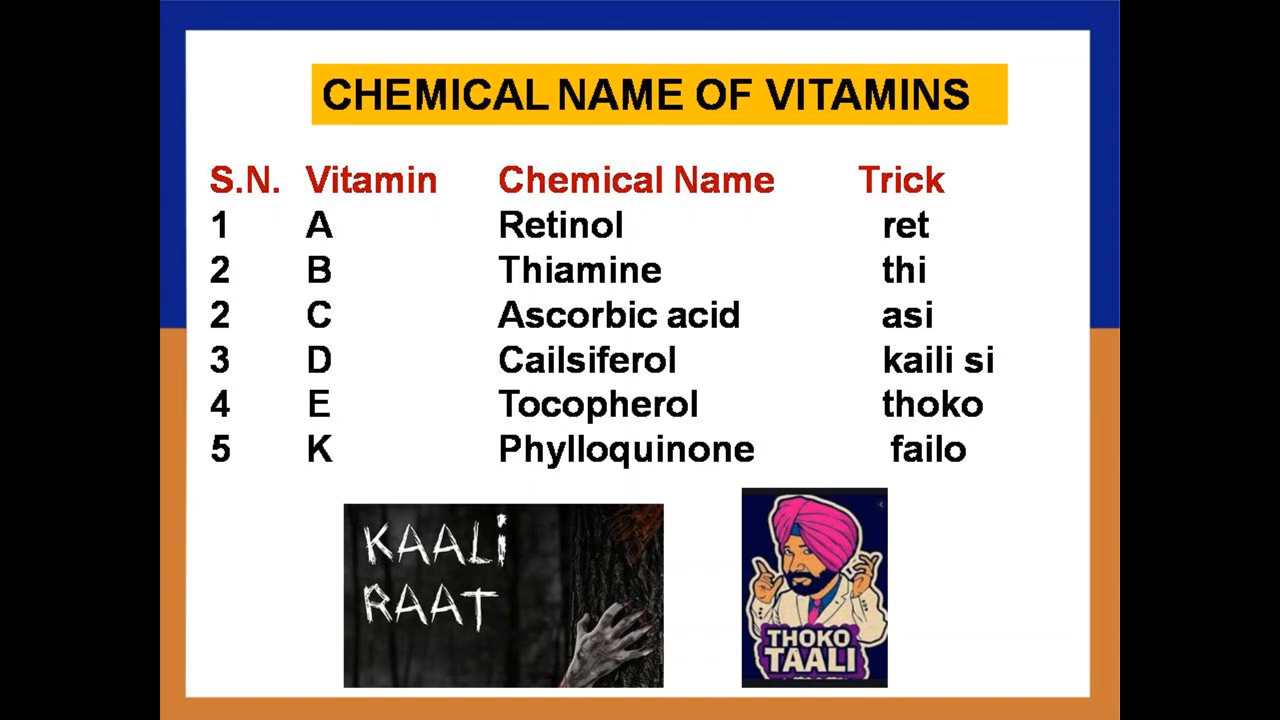 CHEMICAL NAME OF VITAMINS
S.N. Vitamin Chemical Name Trick
1 A Retinol ret
2 B Thiamine thi
2 C Ascorbic acid asi
3 D Cailsiferol kaili si
4 E Tocopherol thoko
5 K Phylloquinone failo
KAALi
RAAT
THOKO
TAALI